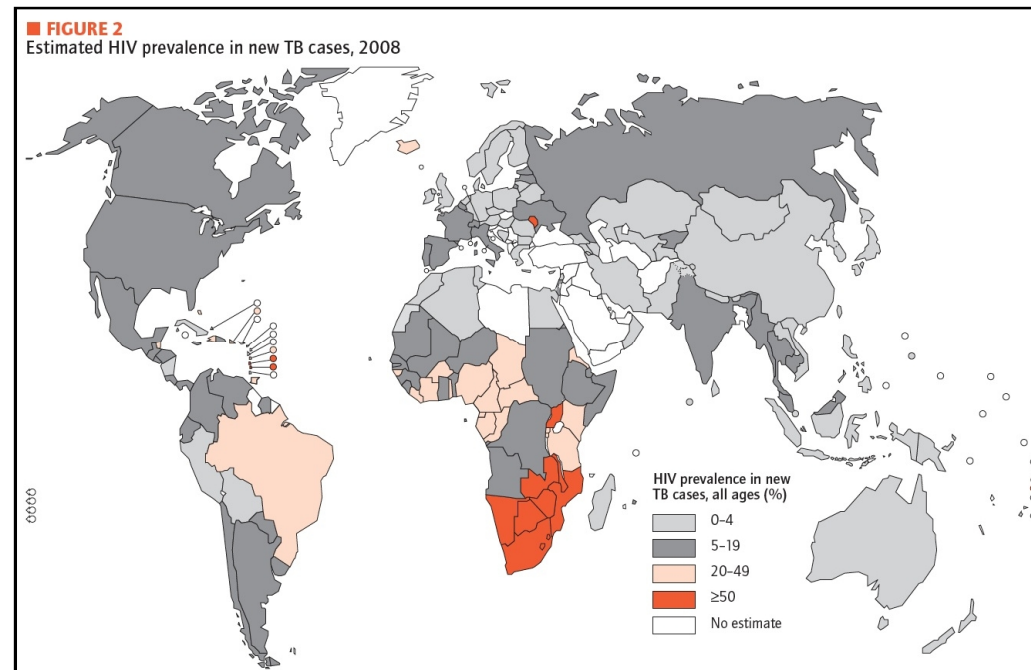 FIGURE 2
Estimated HIV prevalence in new TB cases, 2008
HIV prevalence in new
TB cases, all ages (%)
0–4
5–19
20–49
≥50
No estimate